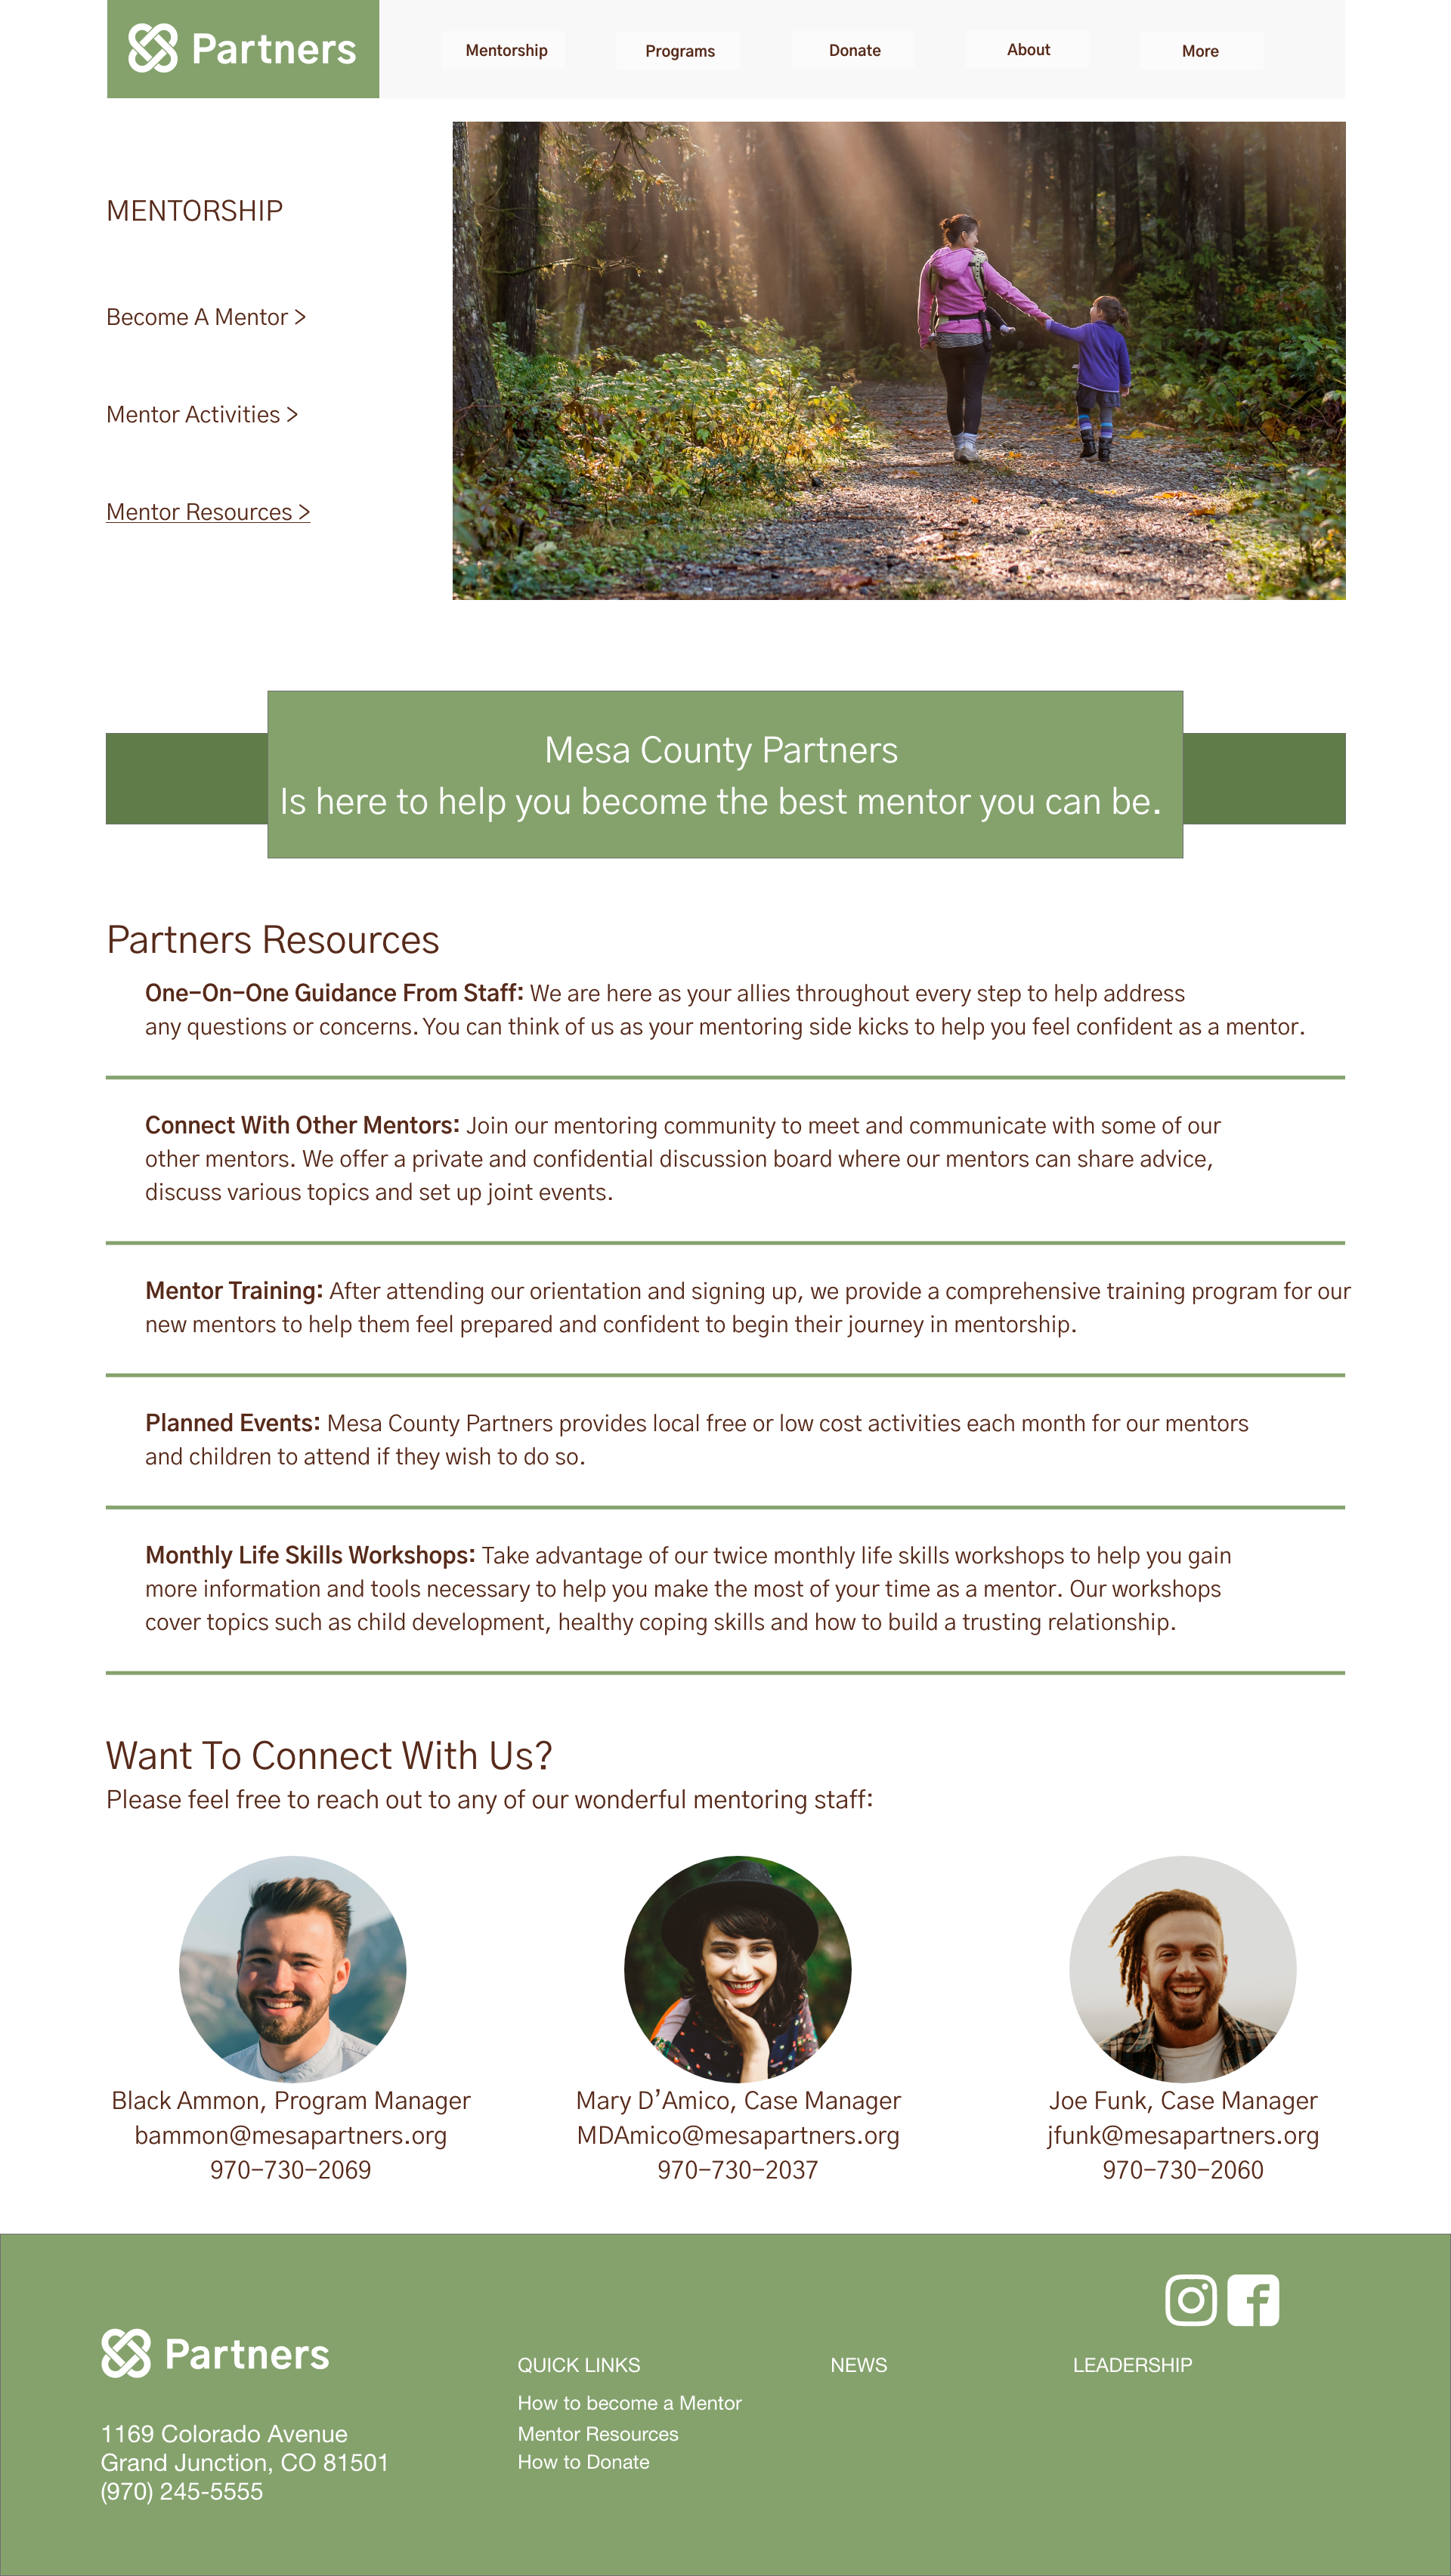 Partners
Mentorship
Programs
Donate
About
More
MENTORSHIP
Become A Mentor >
Mentor Activities >
Mentor Resources >
Mesa County Partners
Is here to help you become the best mentor you can be.
Partners Resources
One-On-One Guidance From Staff: We are here as your allies throughout every step to help address
any questions or concerns. You can think of us as your mentoring side kicks to help you feel confident as a mentor.
Connect With Other Mentors: Join our mentoring community to meet and communicate with some of our
other mentors. We offer a private and confidential discussion board where our mentors can share advice,
discuss various topics and set up joint events.
Mentor Training: After attending our orientation and signing up, we provide a comprehensive training program for our
new mentors to help them feel prepared and confident to begin their journey in mentorship.
Planned Events: Mesa County Partners provides local free or low cost activities each month for our mentors
and children to attend if they wish to do so.
Monthly Life Skills Workshops: Take advantage of our twice monthly life skills workshops to help you gain
more information and tools necessary to help you make the most of your time as a mentor. Our workshops
cover topics such as child development, healthy coping skills and how to build a trusting relationship.
Want To Connect With Us?
Please feel free to reach out to any of our wonderful mentoring staff:
Black Ammon, Program Manager
bammon@mesapartners.org
970-730-2069
Mary D’Amico, Case Manager
MDAmico@mesapartners.org
970-730-2037
Joe Funk, Case Manager
jfunk@mesapartners.org
970-730-2060
Partners
1169 Colorado Avenue
Grand Junction, CO 81501
(970) 245-5555
QUICK LINKS
How to become a Mentor
Mentor Resources
How to Donate
NEWS
LEADERSHIP